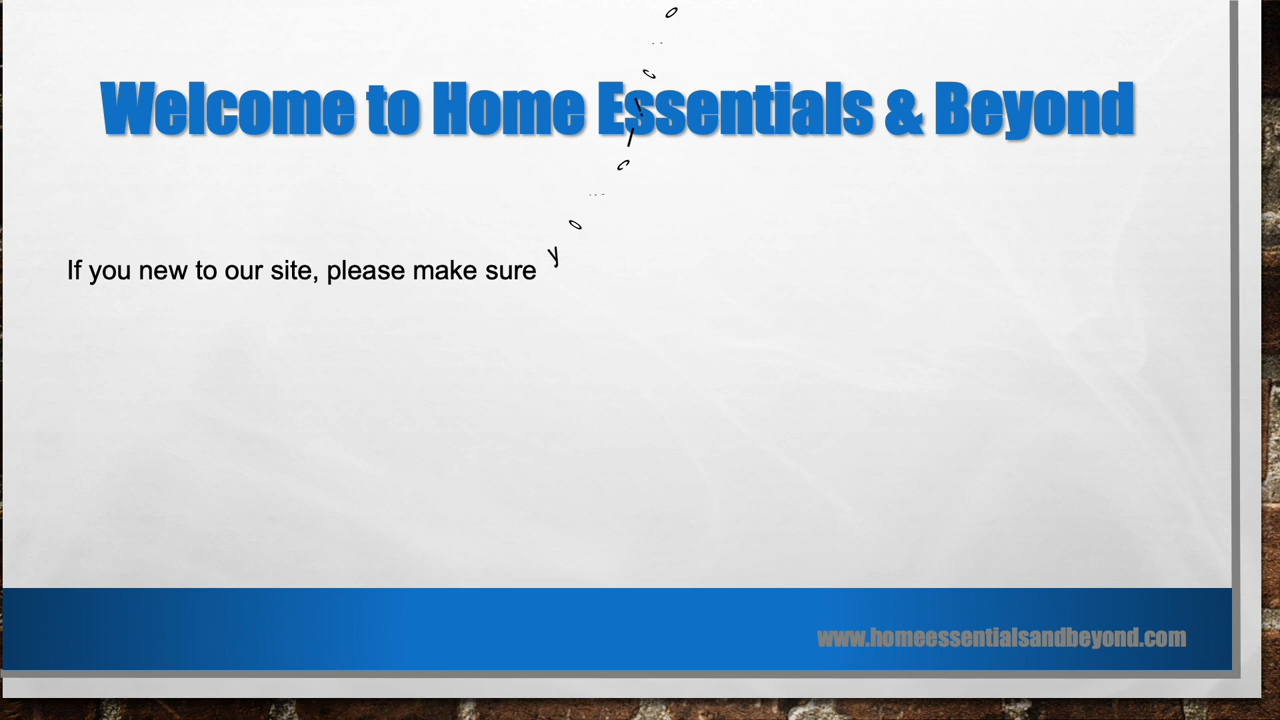 Welcome to Home Essentials & Beyond
If you new to our site, please make sure
www.homeessentialsandbeyond.com